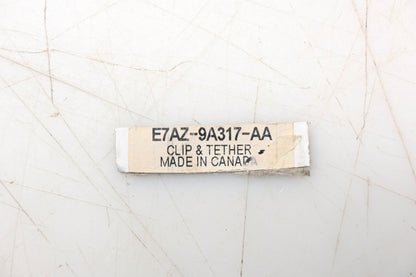 E7AZ-9A317-AA
CLIP & TETHER
MADE IN CANADA